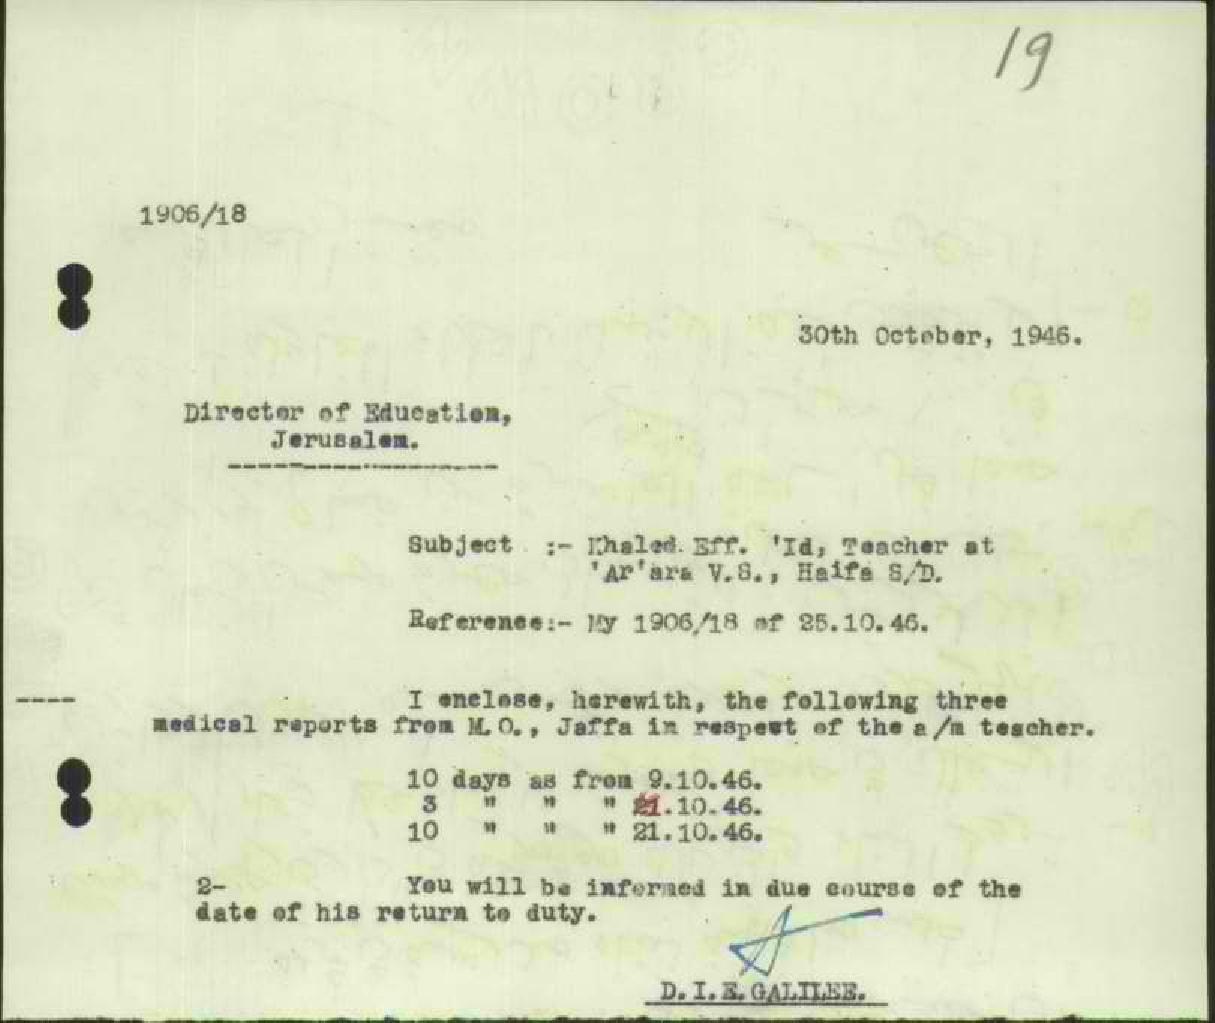 19
1906/18
30th October, 1946.
Director of Education,
Jerusalem.
Subject :- Khaled Eff. 'Id, Teacher at
'Ar'ara V.S., Haifa S/D.
Reference:- My 1906/18 of 25.10.46.
I enclose, herewith, the following three
medical reports from M.O., Jaffa in respect of the a/m teacher.
10 days as from 9.10.46.
3 " " " .10.46.
10 " " " 21.10.46.
2- You will be informed in due course of the
date of his return to duty.
D.I.E. GALILEE.